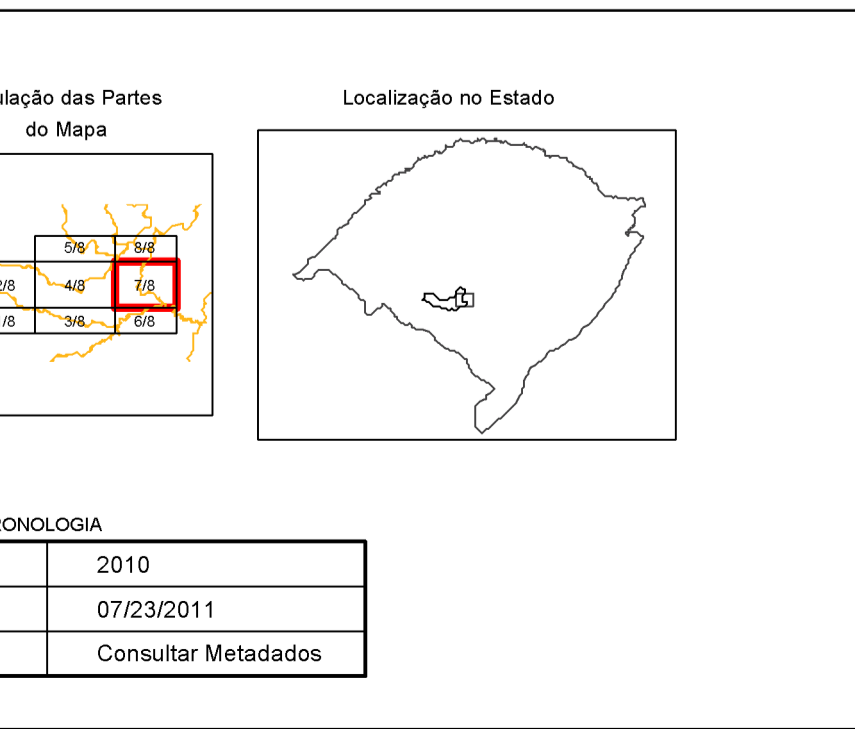 ulação das Partes
do Mapa
Localização no Estado
5/8 8/8
2/8 4/8 7/8
/8 3/8 6/8
RONOLOGIA
2010
07/23/2011
Consultar Metadados